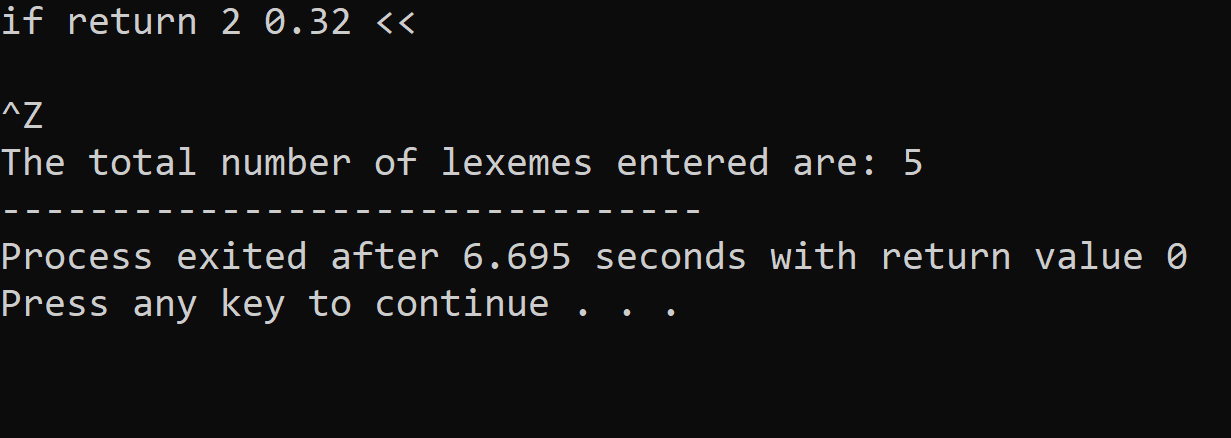 if return 2 0.32 <<
^Z
The total number of lexemes entered are: 5
--------------------------------
Process exited after 6.695 seconds with return value 0
Press any key to continue . . .